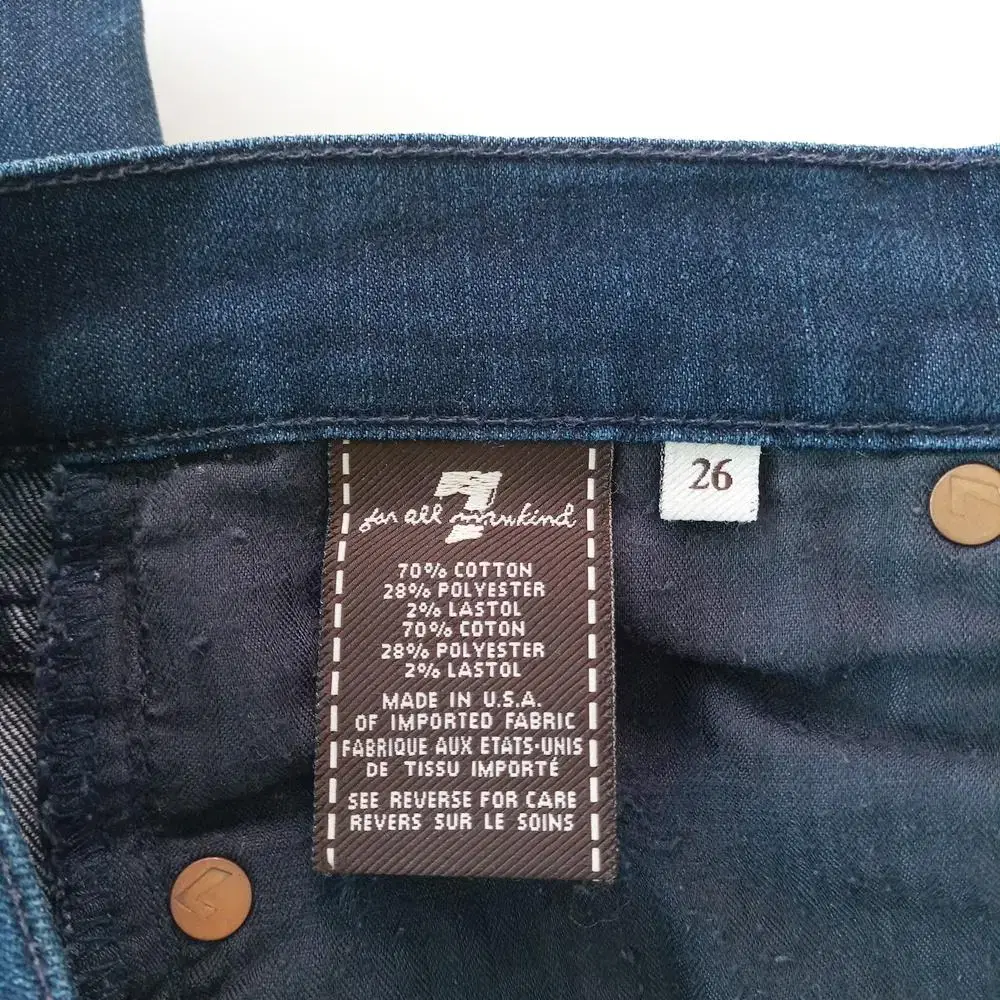 7
for all mankind
26
70% COTTON
28% POLYESTER
2% LASTOL
70% COTON
28% POLYESTER
2% LASTOL
MADE IN U.S.A.
OF IMPORTED FABRIC
FABRIQUE AUX ETATS-UNIS
DE TISSU IMPORTÉ
SEE REVERSE FOR CARE
REVERS SUR LE SOINS